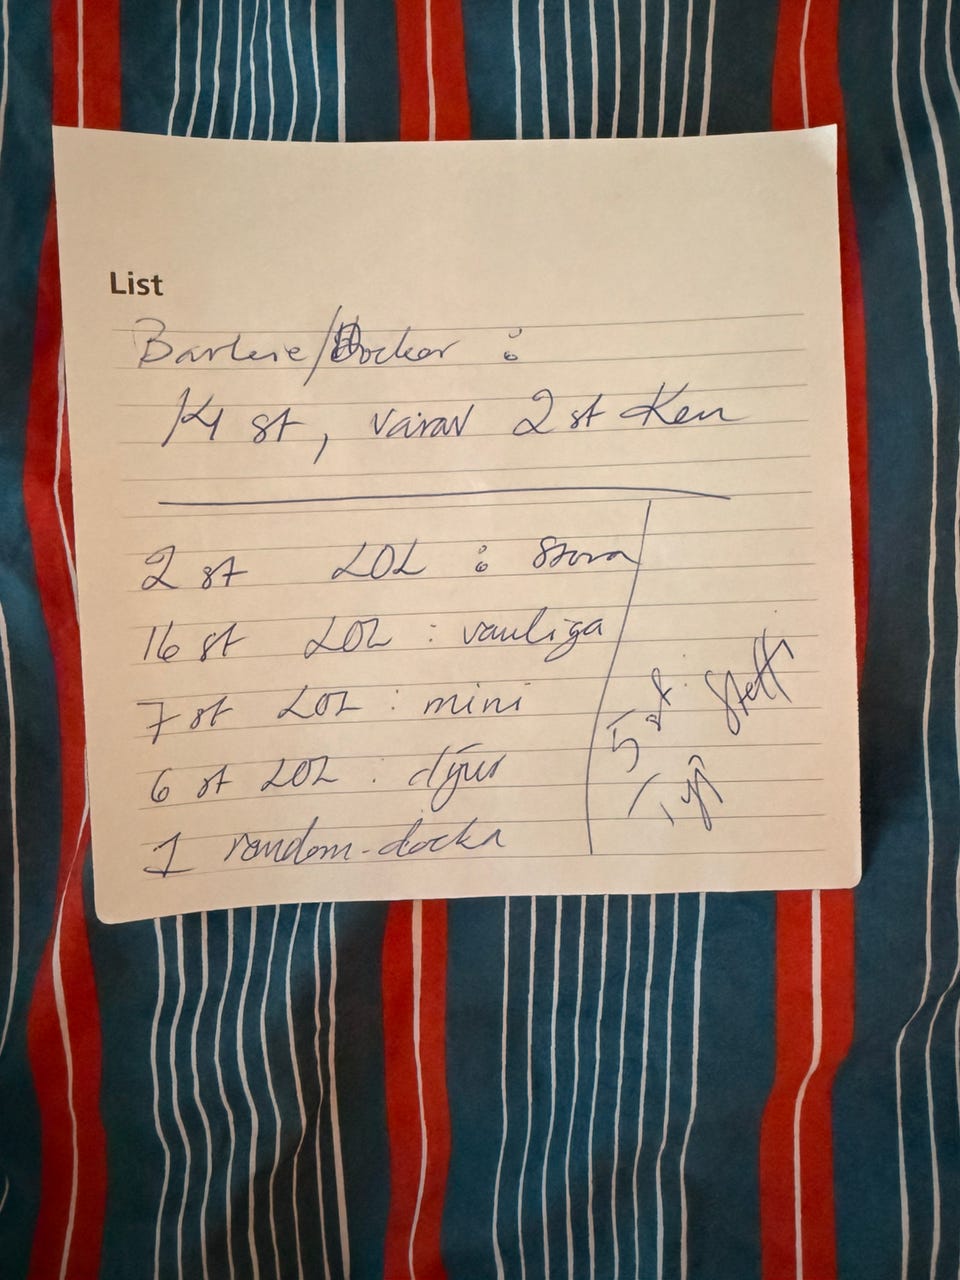 List
Barbie/Dockor :
14 st, varav 2 st Ken
2 st LOL : stora
16 st LOL : vanliga
7 st LOL : mini
6 st LOL : djur
1 random-docka
5 st : Steffi